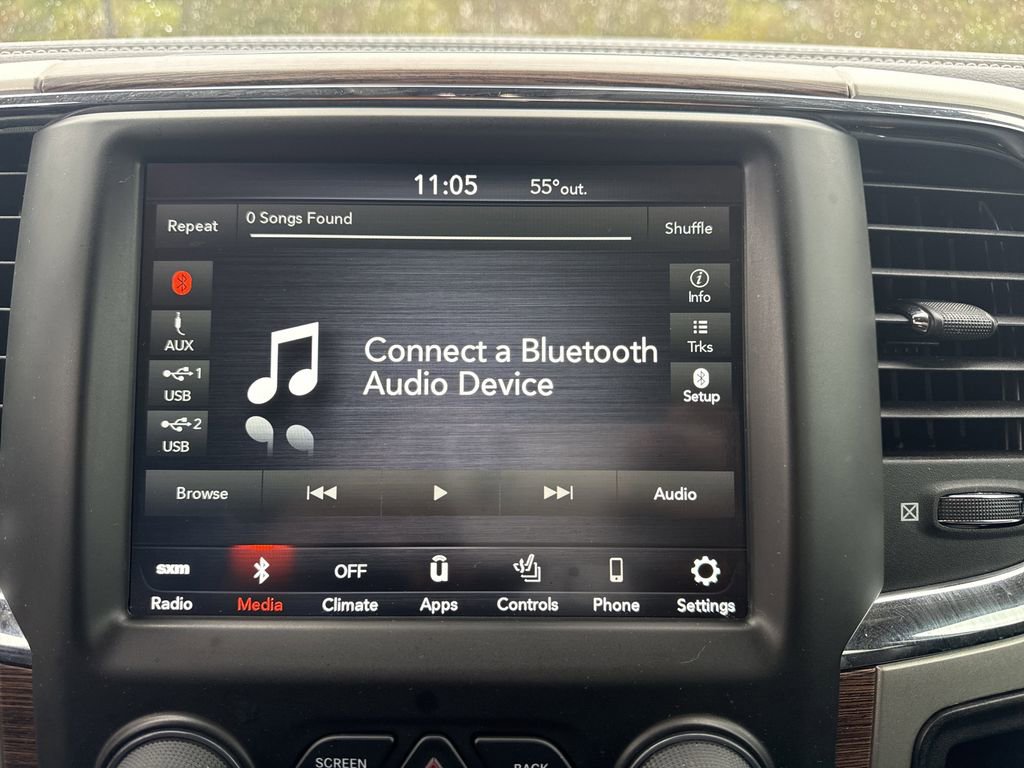 11:05 55°out.
Repeat
0 Songs Found
Shuffle
Info
AUX
Trks
Connect a Bluetooth
Audio Device
1
USB
Setup
2
USB
Browse
Audio
sxm OFF u
Radio Media Climate Apps Controls Phone Settings
SCREEN BACK